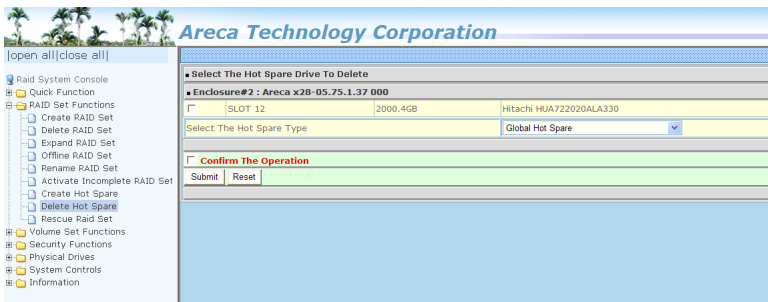 Areca Technology Corporation
|open all|close all|
Raid System Console
Quick Function
RAID Set Functions
Create RAID Set
Delete RAID Set
Expand RAID Set
Offline RAID Set
Rename RAID Set
Activate Incomplete RAID Set
Create Hot Spare
Delete Hot Spare
Rescue Raid Set
Volume Set Functions
Security Functions
Physical Drives
System Controls
Information
Select The Hot Spare Drive To Delete
Enclosure#2 : Areca x28-05.75.1.37 000
SLOT 12 2000.4GB Hitachi HUA722020ALA330
Select The Hot Spare Type Global Hot Spare
Confirm The Operation
Submit Reset